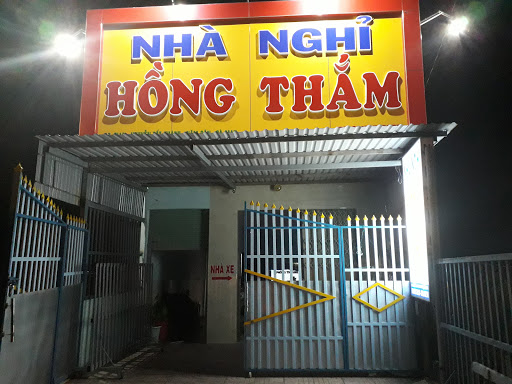 NHÀ NGHỈ
HỒNG THẮM
NHÀ XE